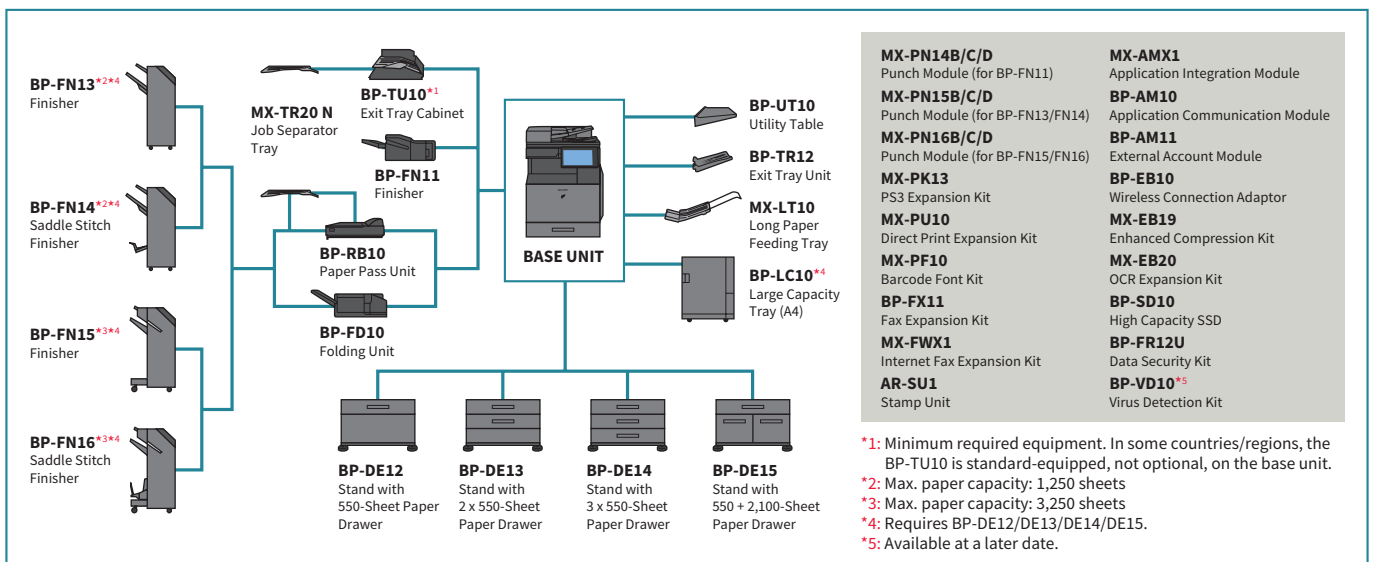 BP-FN13*2*4
Finisher
BP-FN14*2*4
Saddle Stitch
Finisher
BP-FN15*3*4
Finisher
BP-FN16*3*4
Saddle Stitch
Finisher
MX-TR20 N
Job Separator
Tray
BP-TU10*1
Exit Tray Cabinet
BP-FN11
Finisher
BP-RB10
Paper Pass Unit
BP-FD10
Folding Unit
BASE UNIT
BP-UT10
Utility Table
BP-TR12
Exit Tray Unit
MX-LT10
Long Paper
Feeding Tray
BP-LC10*4
Large Capacity
Tray (A4)
BP-DE12
Stand with
550-Sheet Paper
Drawer
BP-DE13
Stand with
2 x 550-Sheet
Paper Drawer
BP-DE14
Stand with
3 x 550-Sheet
Paper Drawer
BP-DE15
Stand with
550 + 2,100-Sheet
Paper Drawer
MX-PN14B/C/D
Punch Module (for BP-FN11)
MX-PN15B/C/D
Punch Module (for BP-FN13/FN14)
MX-PN16B/C/D
Punch Module (for BP-FN15/FN16)
MX-PK13
PS3 Expansion Kit
MX-PU10
Direct Print Expansion Kit
MX-PF10
Barcode Font Kit
BP-FX11
Fax Expansion Kit
MX-FWX1
Internet Fax Expansion Kit
AR-SU1
Stamp Unit
MX-AMX1
Application Integration Module
BP-AM10
Application Communication Module
BP-AM11
External Account Module
BP-EB10
Wireless Connection Adaptor
MX-EB19
Enhanced Compression Kit
MX-EB20
OCR Expansion Kit
BP-SD10
High Capacity SSD
BP-FR12U
Data Security Kit
BP-VD10*5
Virus Detection Kit
*1: Minimum required equipment. In some countries/regions, the
BP-TU10 is standard-equipped, not optional, on the base unit.
*2: Max. paper capacity: 1,250 sheets
*3: Max. paper capacity: 3,250 sheets
*4: Requires BP-DE12/DE13/DE14/DE15.
*5: Available at a later date.